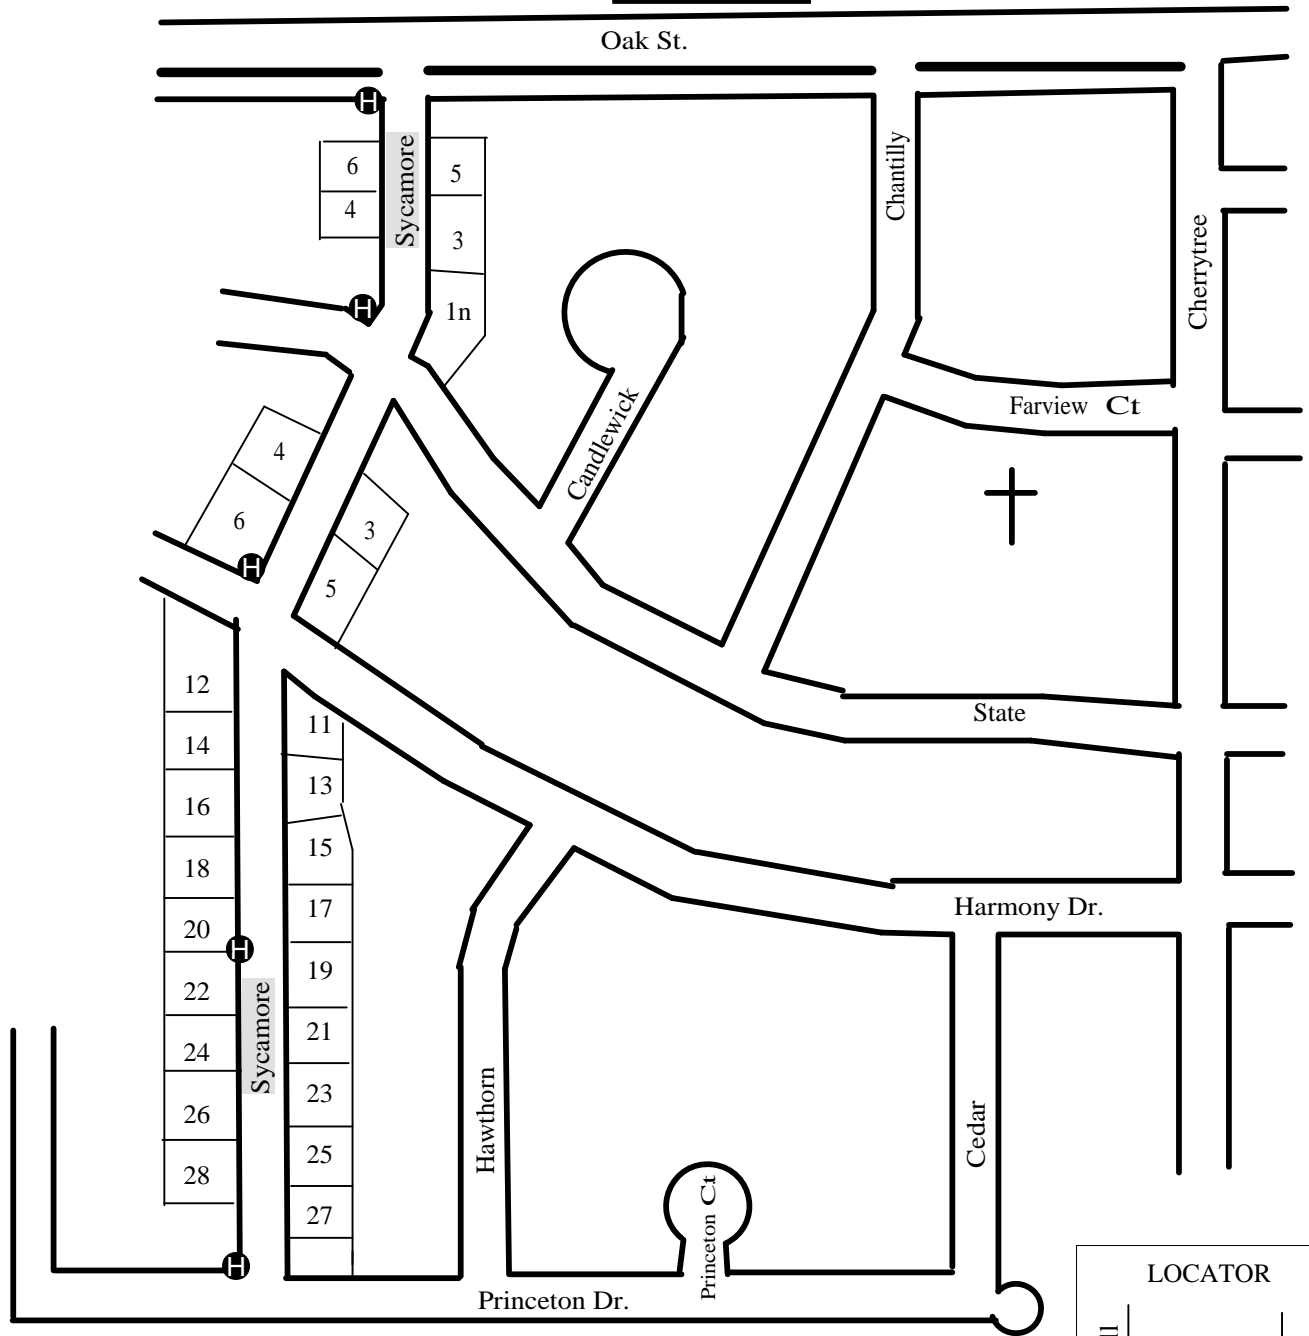 Oak St.
H
6
4
Sycamore
5
3
1n
H
Chantilly
Cherrytree
Candlewick
Farview Ct
4
6
3
5
H
State
12
14
16
18
20
22
24
26
28
H
Sycamore
H
11
13
15
17
19
21
23
25
27
Harmony Dr.
Hawthorn
Cedar
Princeton Ct
Princeton Dr.
LOCATOR